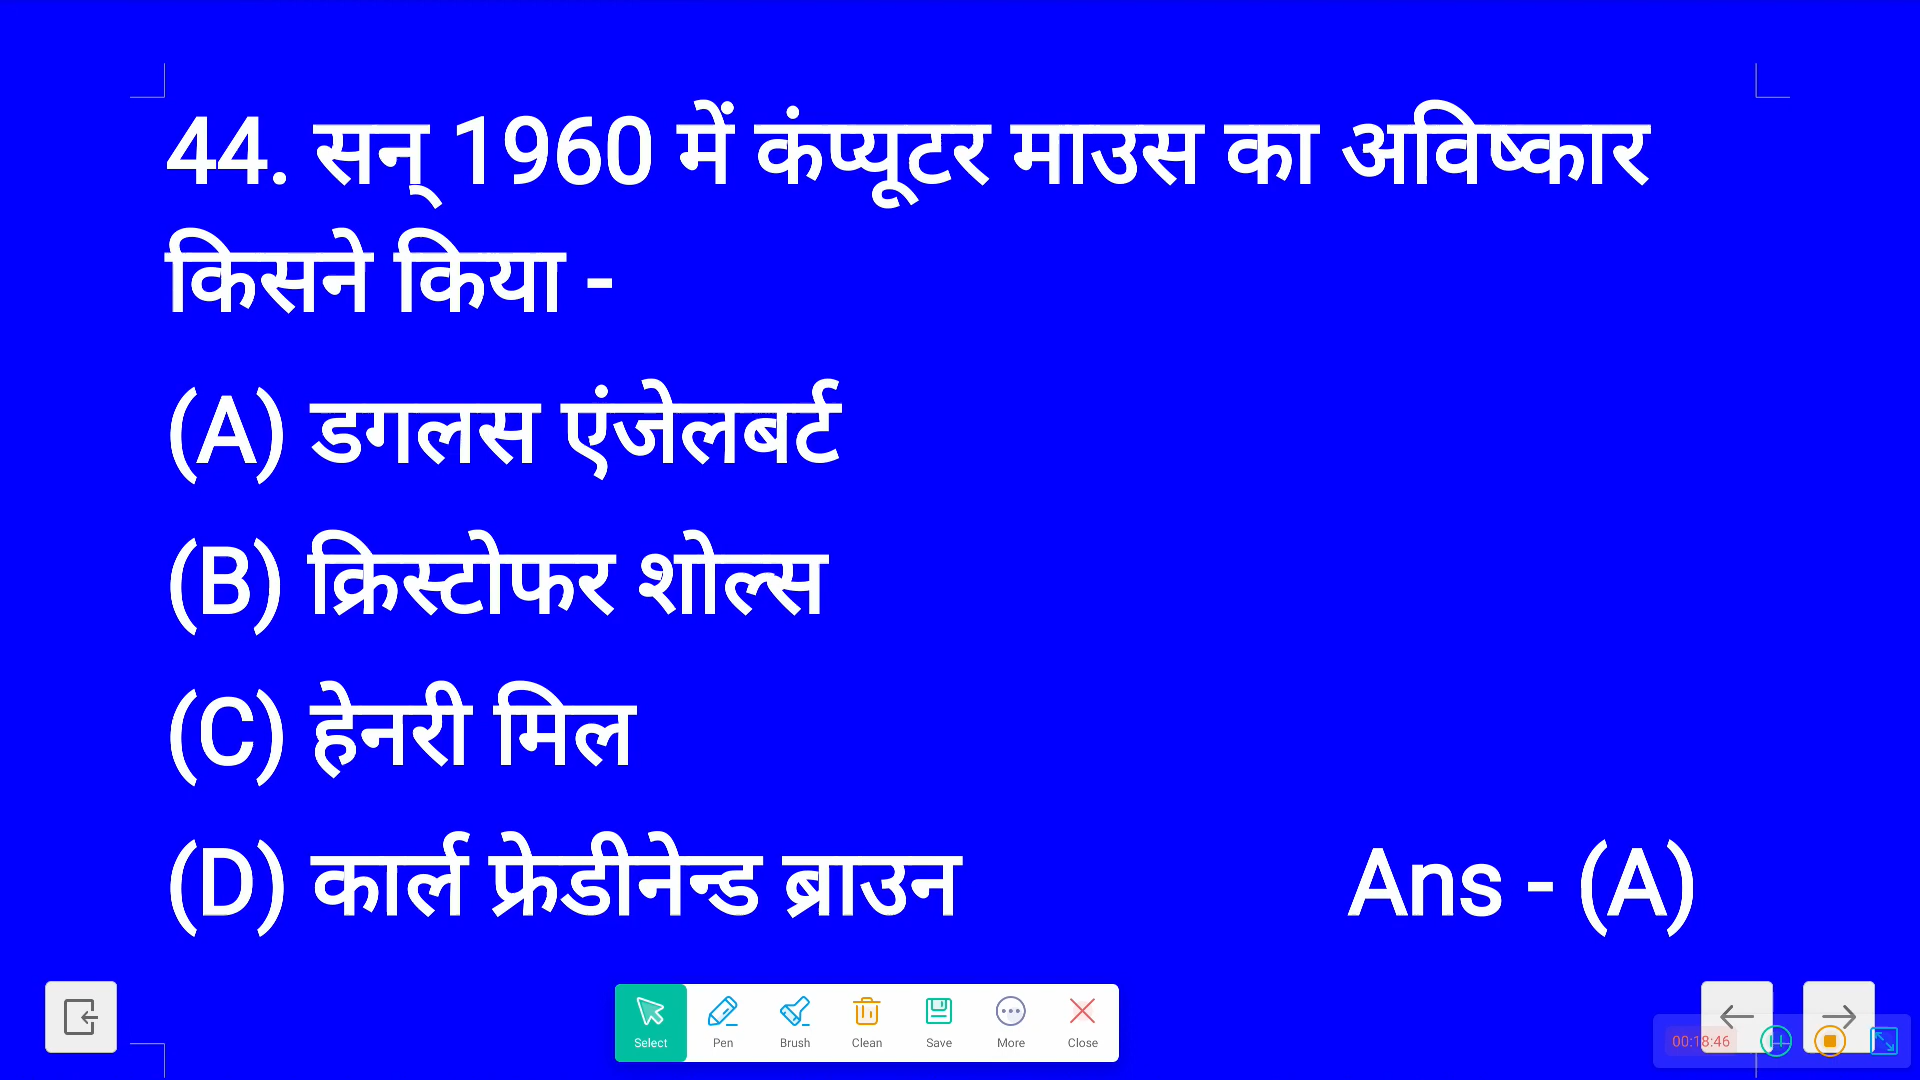 44. सन् 1960 में कंप्यूटर माउस का अविष्कार
किसने किया -
(A) डगलस एंजेलबर्ट
(B) क्रिस्टोफर शोल्स
(C) हेनरी मिल
(D) कार्ल फ्रेडीनेन्ड ब्राउन Ans - (A)
Select Pen Brush Clean Save More Close
00:18:46